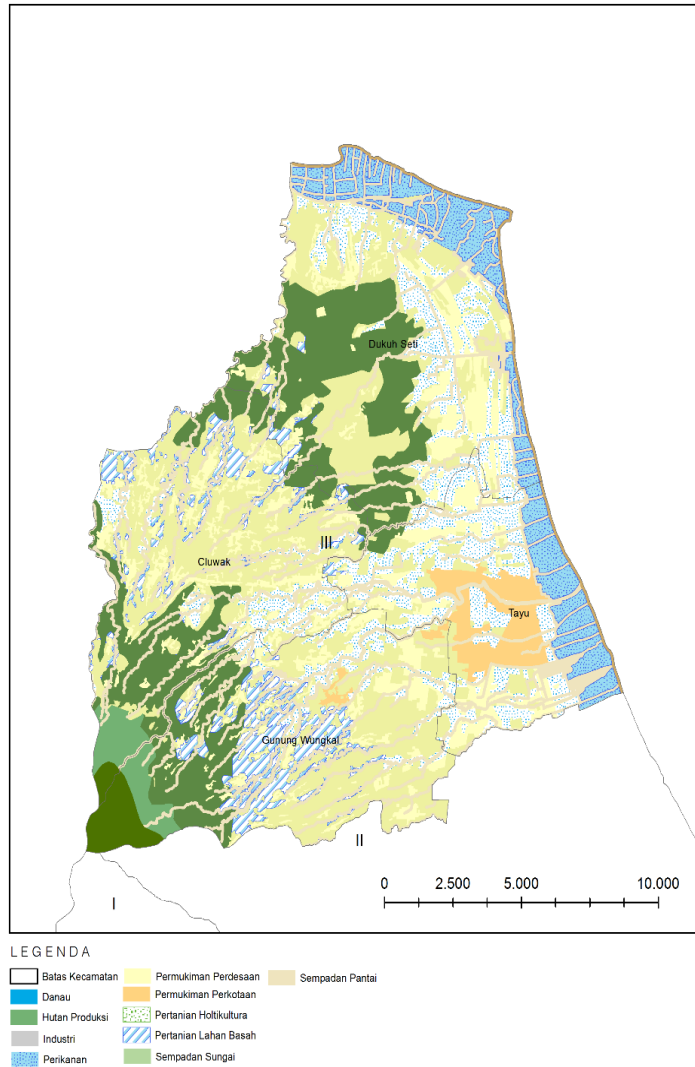 Dukuh Seti
III
Cluwak
Tayu
Gunung Wungkal
II
I
0 2.500 5.000 10.000
LEGENDA
Batas Kecamatan
Danau
Hutan Produksi
Industri
Perikanan
Permukiman Perdesaan
Permukiman Perkotaan
Pertanian Holtikultura
Pertanian Lahan Basah
Sempadan Sungai
Sempadan Pantai